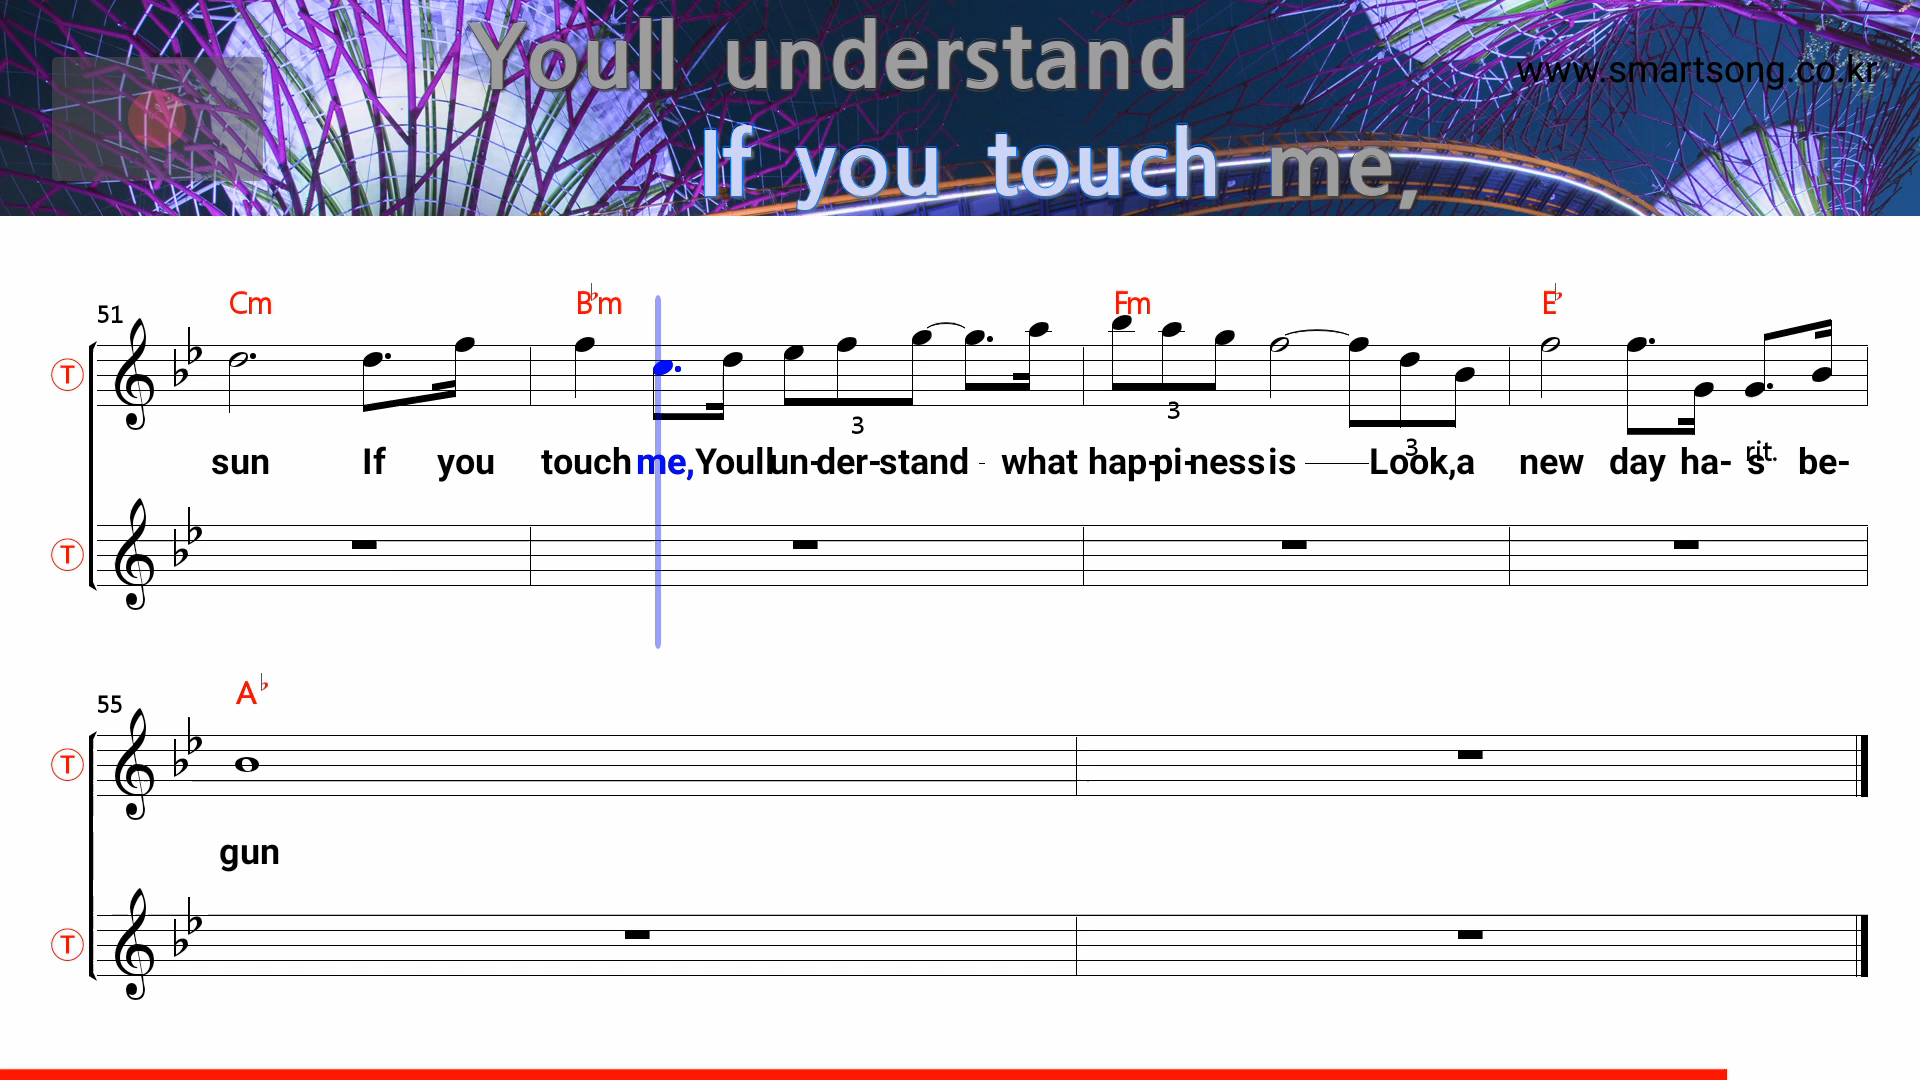 Youll understand
www.smartsong.co.kr
If you touch me,
Cm B♭m Fm E♭
51
T
3 3 3 rit.
sun If you touch me, Youll un-der-stand - what hap-pi-ness is Look, a new day ha- s be-
T
A♭
55
T
gun
T